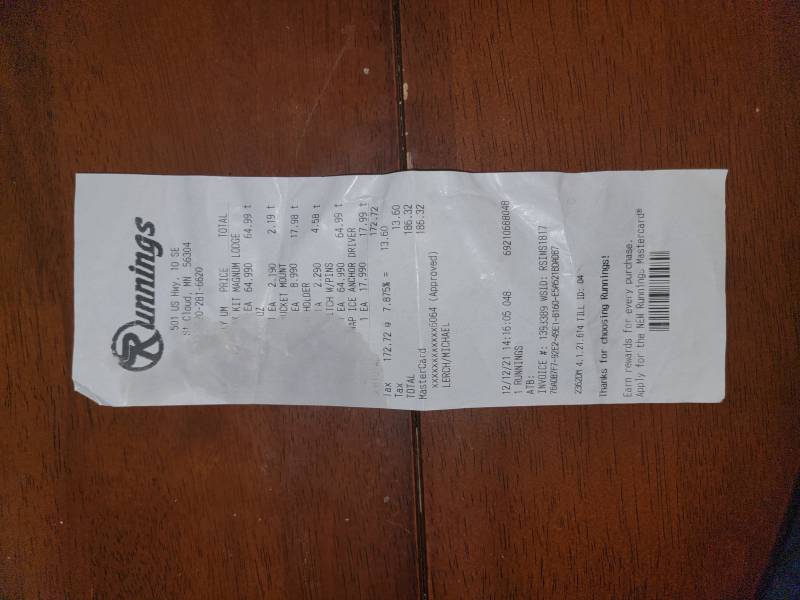 Runnings
501 US Hwy. 10 SE
St Cloud, MN 56304
20-281-6620
UM PRICE TOTAL
KIT MAGNUM LODGE
EA 64.990 64.99 t
OZ
1 EA 2.190 2.19 t
UCKET MOUNT
EA 8.990 17.98 t
HOLDER
EA 2.290 4.58 t
ITCH W/PINS
EA 64.990 64.99 t
AP ICE ANCHOR DRIVER
1 EA 17.990 17.99 t
172.72
Tax 172.72 @ 7.875% = 13.60
Tax 13.60
TOTAL 186.32
MasterCard 186.32
xxxxxxxxxxxx6064 (Approved)
LERCH/MICHAEL
12/12/21 14:16:05 048 69210668B048
1 RUNNINGS
ATB:
INVOICE #: 1393389 WSID: RSIMS1817
23620M 4.1.21.614 TILL ID: 04
Thanks for choosing Runnings!
Earn rewards for every purchase..
Apply for the NEW Runnings Mastercard®